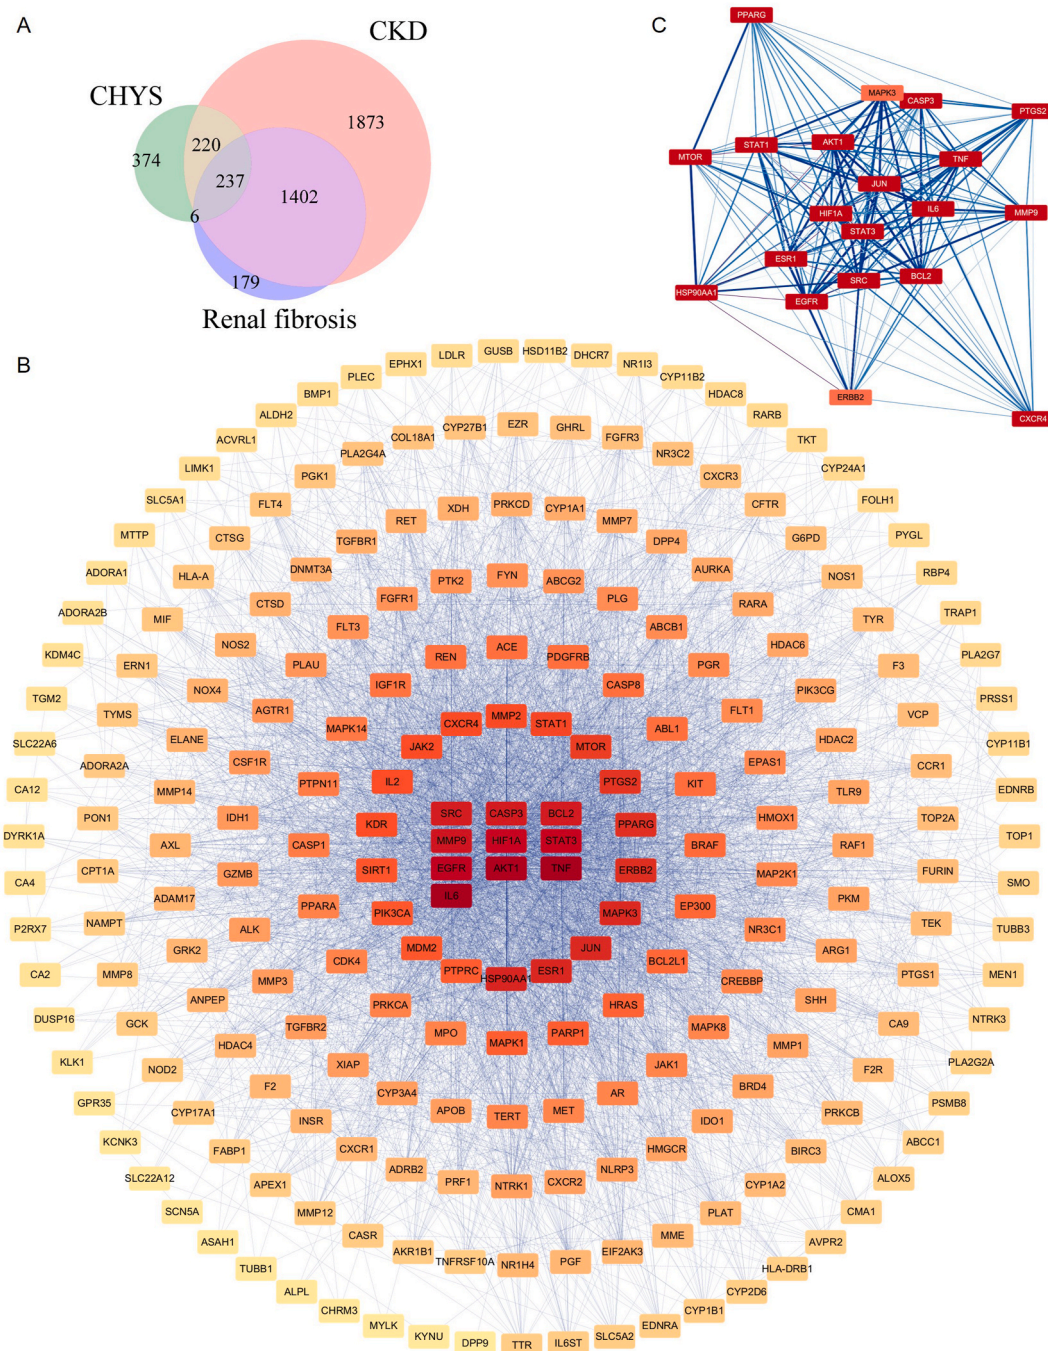 A
CKD
CHYS
1873
374
220
237
1402
6
179
Renal fibrosis
C
PPARG
MAPK3
CASP3
PTGS2
MTOR
STAT1
AKT1
TNF
JUN
HIF1A
IL6
MMP9
STAT3
ESR1
SRC
BCL2
HSP90AA1
EGFR
ERBB2
CXCR4
B
EPHX1
LDLR
GUSB
HSD11B2
DHCR7
NR1I3
PLEC
CYP11B2
BMP1
HDAC8
ALDH2
RARB
ACVRL1
TKT
LIMK1
CYP24A1
SLC5A1
FOLH1
MTTP
PYGL
ADORA1
RBP4
ADORA2B
TRAP1
KDM4C
PLA2G7
TGM2
PRSS1
SLC22A6
CYP11B1
CA12
EDNRB
DYRK1A
TOP1
CA4
SMO
P2RX7
TUBB3
CA2
MEN1
DUSP16
NTRK3
KLK1
PLA2G2A
GPR35
PSMB8
KCNK3
ABCC1
SLC22A12
ALOX5
SCN5A
CMA1
ASAH1
AVPR2
TUBB1
HLA-DRB1
ALPL
CYP2D6
CHRM3
CYP1B1
MYLK
EDNRA
KYNU
SLC5A2
DPP9
TTR
IL6ST
COL18A1
CYP27B1
EZR
GHRL
FGFR3
PLA2G4A
NR3C2
PGK1
CXCR3
FLT4
CFTR
CTSG
G6PD
HLA-A
NOS1
MIF
TYR
ERN1
F3
TYMS
VCP
ADORA2A
CCR1
PON1
TOP2A
CPT1A
FURIN
NAMPT
TEK
MMP8
PTGS1
GCK
CA9
NOD2
F2R
CYP17A1
PRKCB
FABP1
BIRC3
APEX1
CYP1A2
MMP12
PLAT
CASR
MME
AKR1B1
EIF2AK3
TNFRSF10A
NR1H4
PGF
RET
XDH
PRKCD
CYP1A1
MMP7
TGFBR1
DPP4
DNMT3A
AURKA
CTSD
RARA
NOS2
HDAC6
NOX4
PIK3CG
ELANE
HDAC2
MMP14
TLR9
AXL
RAF1
ADAM17
PKM
GRK2
ARG1
ANPEP
SHH
HDAC4
MMP1
F2
BRD4
INSR
IDO1
CXCR1
HMGCR
ADRB2
NLRP3
PRF1
NTRK1
CXCR2
PTK2
FYN
ABCG2
FGFR1
PLG
FLT3
ABCB1
PLAU
PGR
AGTR1
FLT1
CSF1R
EPAS1
IDH1
HMOX1
GZMB
MAP2K1
ALK
NR3C1
MMP3
CREBBP
TGFBR2
MAPK8
XIAP
JAK1
CYP3A4
AR
APOB
TERT
MET
REN
ACE
PDGFRB
IGF1R
CASP8
MAPK14
ABL1
PTPN11
KIT
CASP1
BRAF
PPARA
EP300
CDK4
BCL2L1
PRKCA
HRAS
MPO
MAPK1
PARP1
CXCR4
MMP2
STAT1
JAK2
MTOR
IL2
PTGS2
KDR
PPARG
SIRT1
ERBB2
PIK3CA
MAPK3
MDM2
JUN
PTPRC
HSP90AA1
ESR1
SRC
CASP3
BCL2
MMP9
HIF1A
STAT3
EGFR
AKT1
TNF
IL6